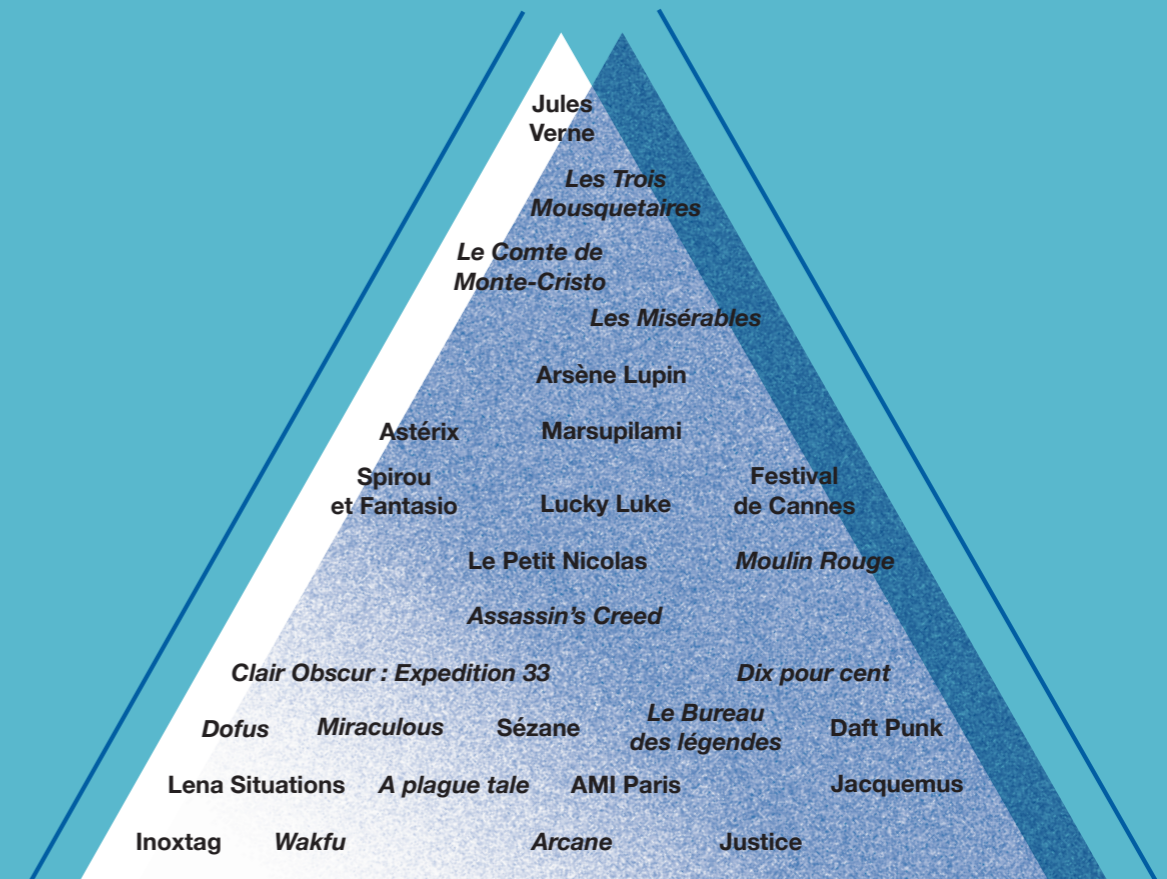 Jules
Verne
Les Trois
Mousquetaires
Le Comte de
Monte-Cristo
Les Misérables
Arsène Lupin
Astérix
Marsupilami
Spirou
et Fantasio
Lucky Luke
Festival
de Cannes
Le Petit Nicolas
Moulin Rouge
Assassin’s Creed
Clair Obscur : Expedition 33
Dix pour cent
Dofus
Miraculous
Sézane
Le Bureau
des légendes
Daft Punk
Lena Situations
A plague tale
AMI Paris
Jacquemus
Inoxtag
Wakfu
Arcane
Justice